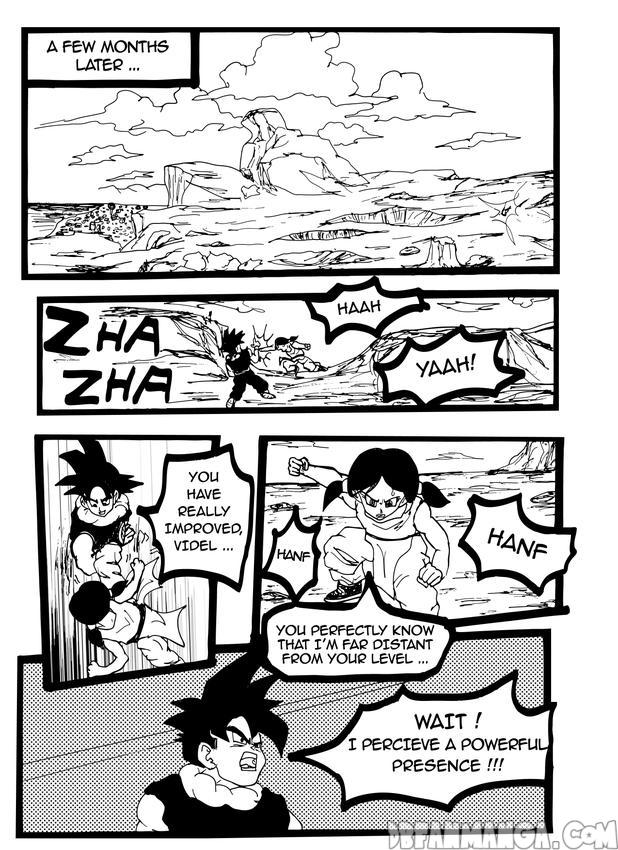 A FEW MONTHS
LATER ...
ZHA
ZHA
HAAH
YAAH!
YOU
HAVE
REALLY
IMPROVED,
VIDEL ...
HANF
HANF
YOU PERFECTLY KNOW
THAT I'M FAR DISTANT
FROM YOUR LEVEL ...
WAIT !
I PERCIEVE A POWERFUL
PRESENCE !!!
DBFANMANGA.COM